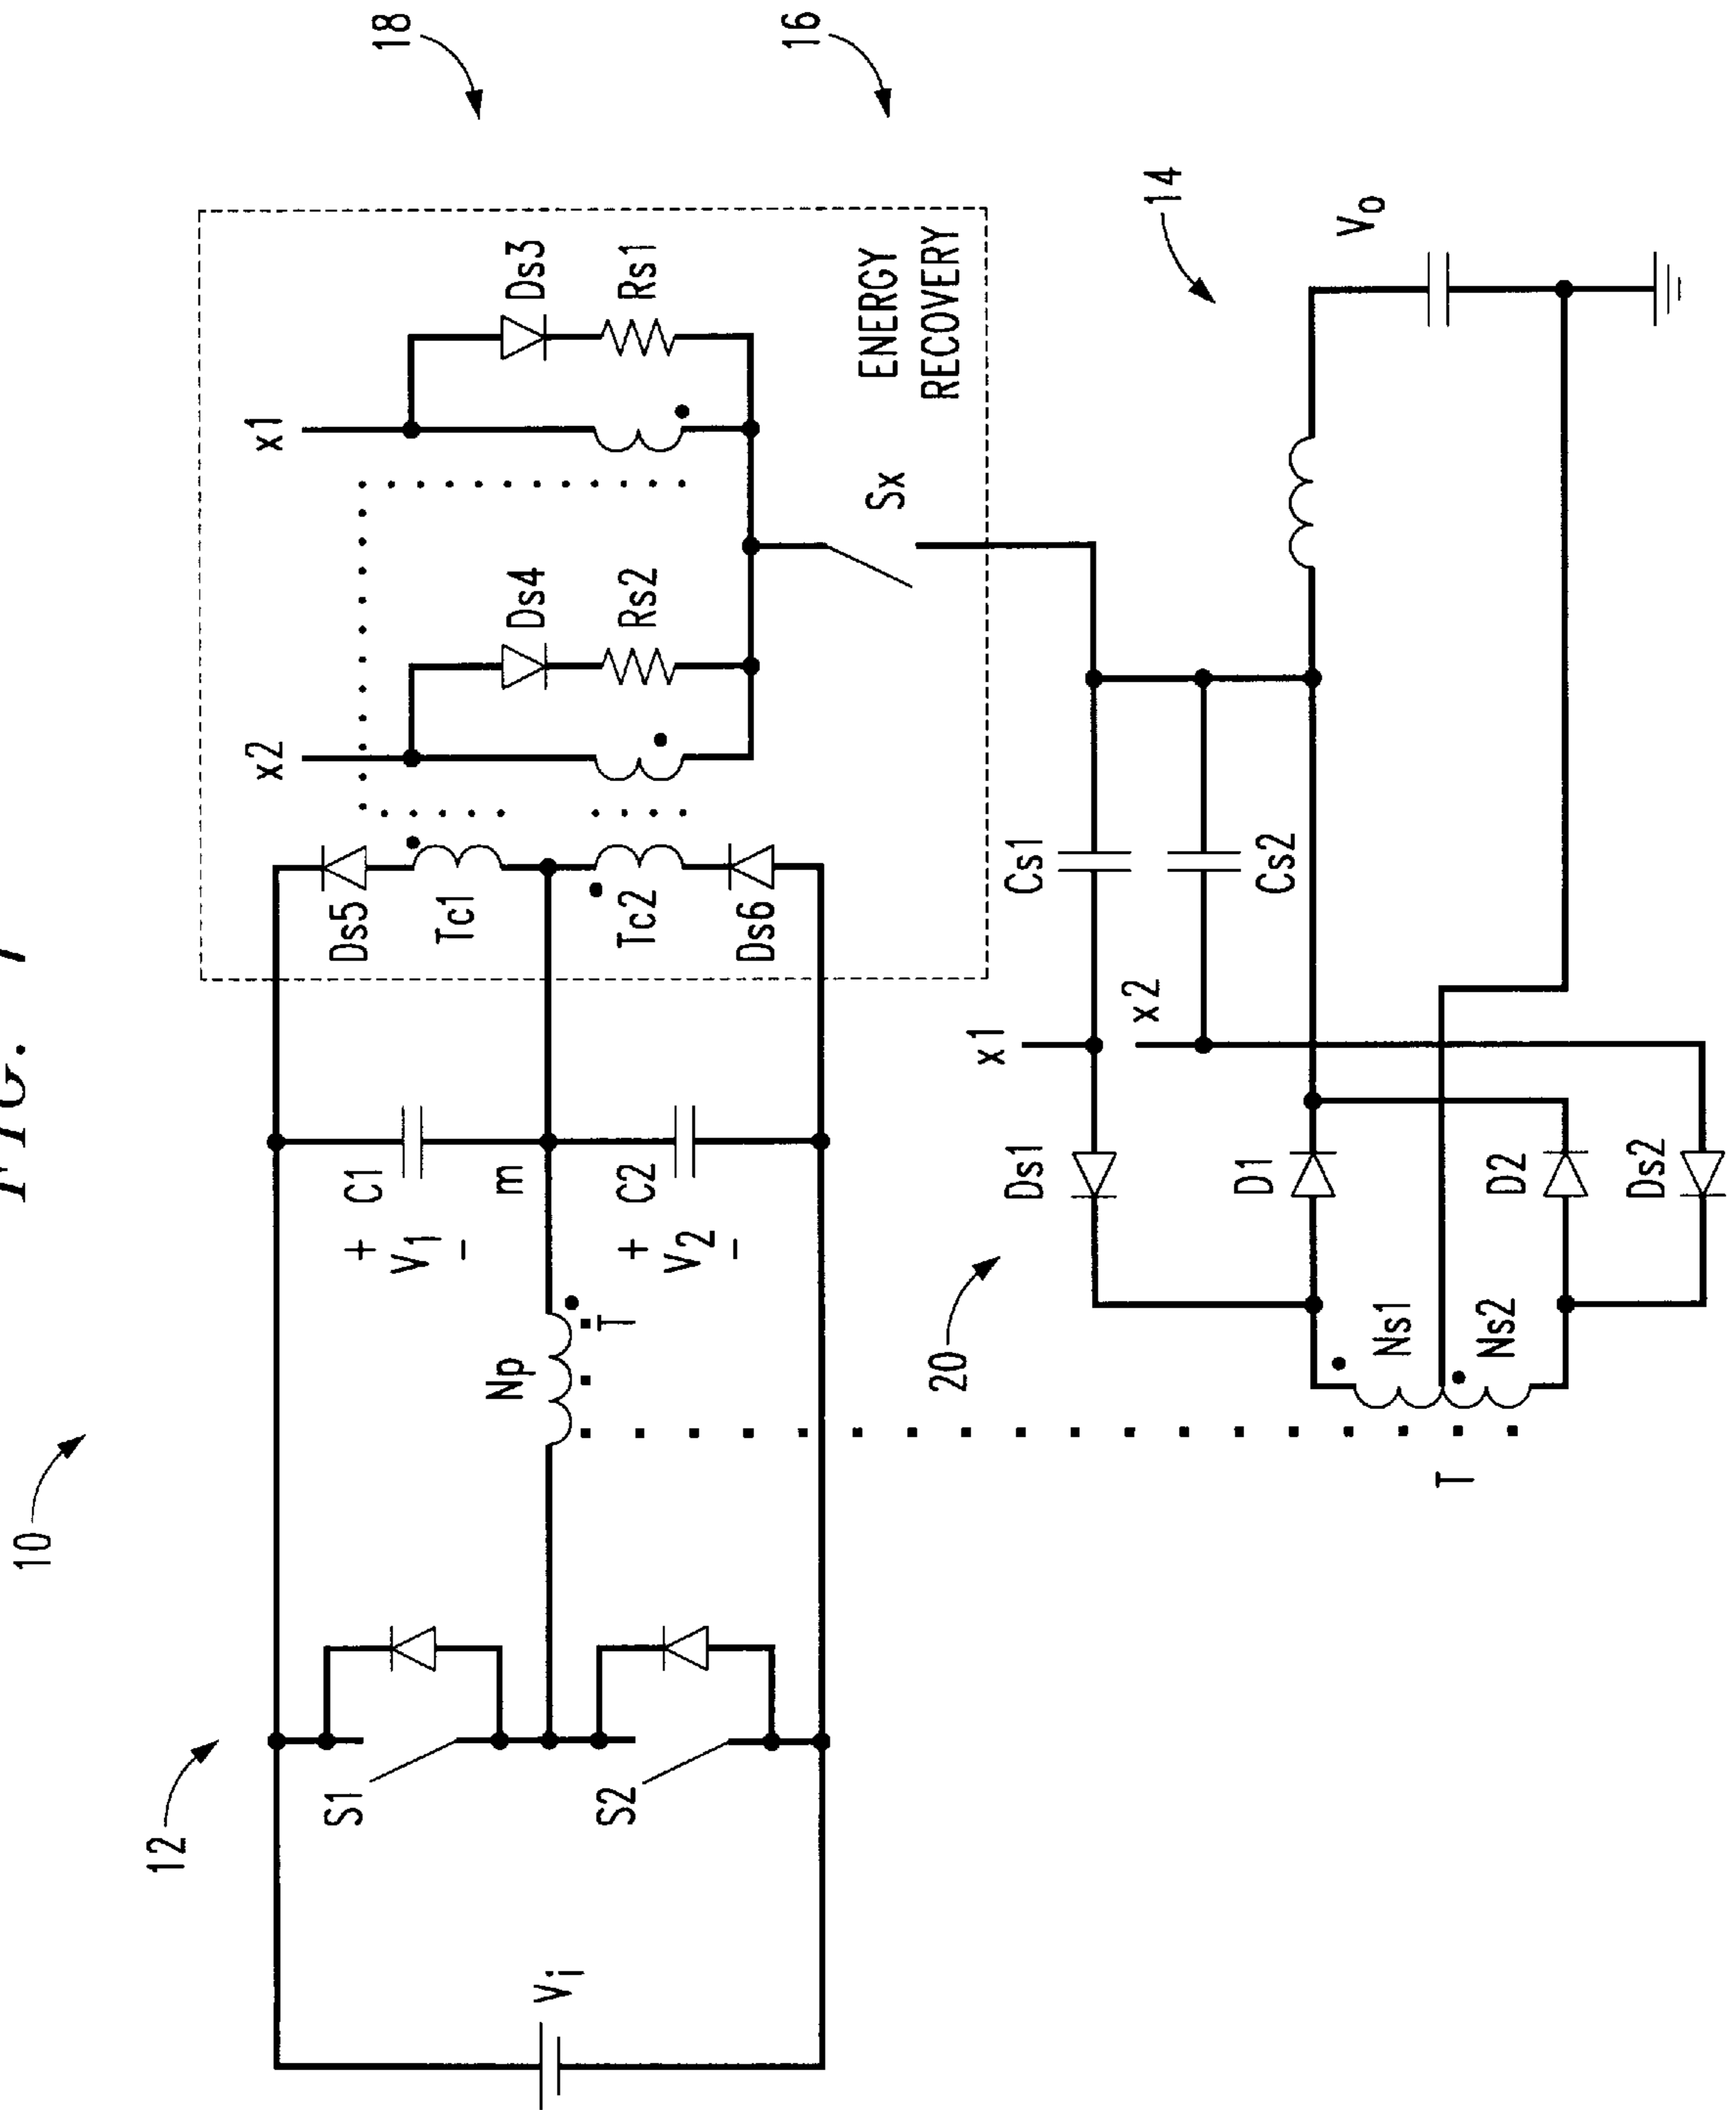 10
12
18
16
14
20
x1
x2
Ds3
Rs1
Ds4
Rs2
Sx
ENERGY
RECOVERY
Ds5
Tc1
Tc2
Ds6
C1
+
V1
–
m
C2
+
V2
–
Np
T
S1
S2
Vi
Cs1
Cs2
x1
x2
Ds1
D1
D2
Ds2
Ns1
Ns2
T
Vo